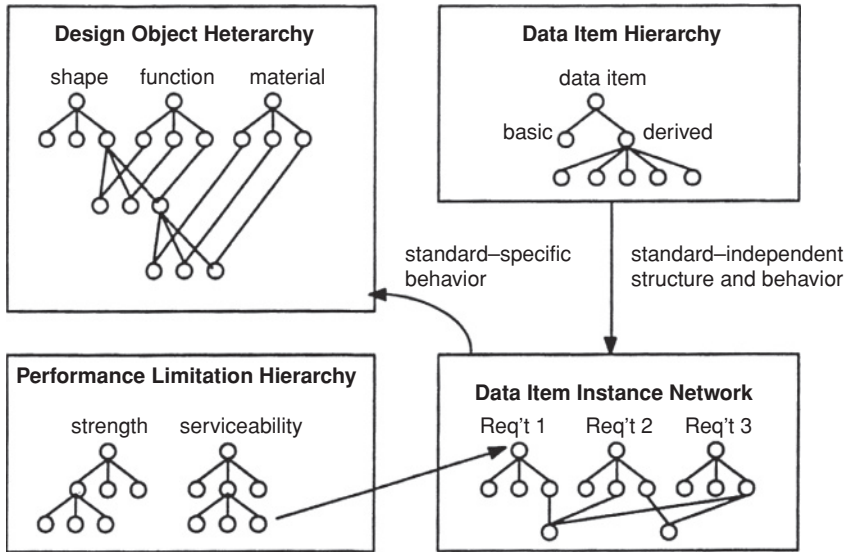 Design Object Heterarchy
shape function material
Data Item Hierarchy
data item
basic derived
standard–specific
behavior
standard–independent
structure and behavior
Performance Limitation Hierarchy
strength serviceability
Data Item Instance Network
Req't 1 Req't 2 Req't 3